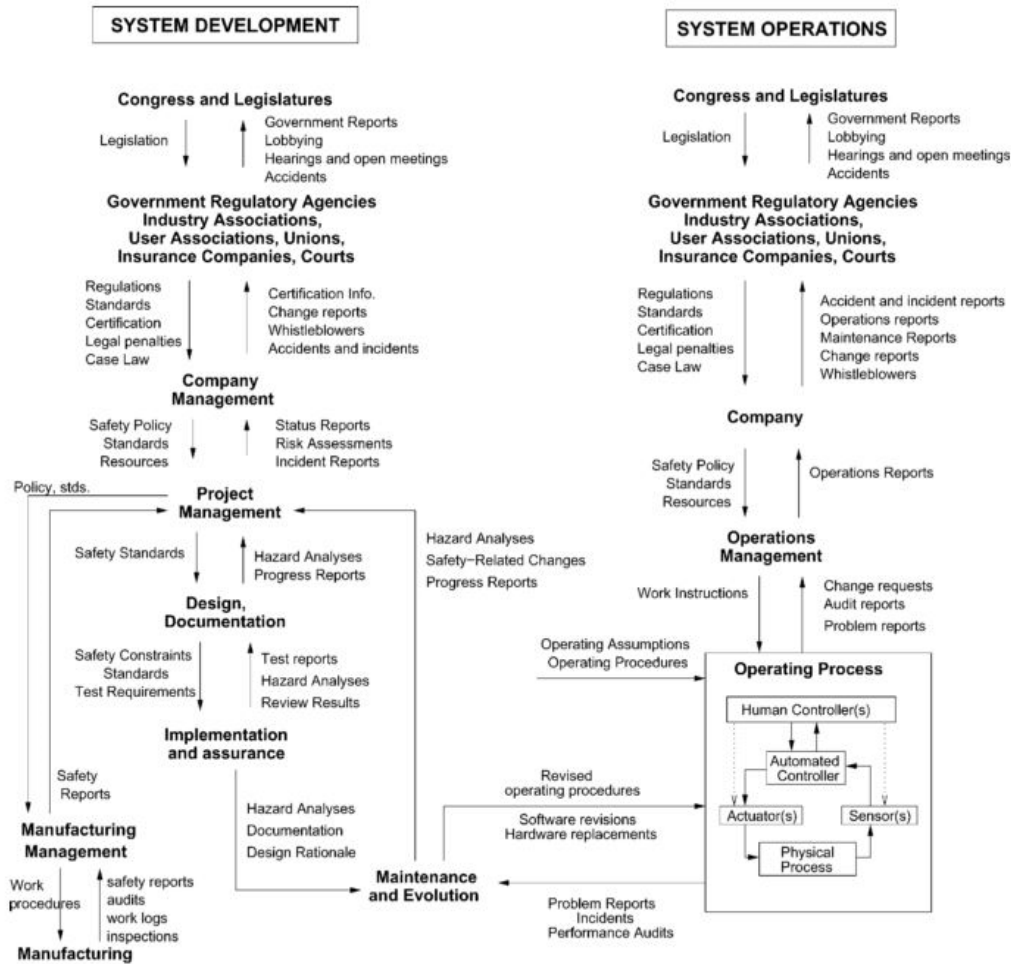 SYSTEM DEVELOPMENT
Congress and Legislatures
Legislation
Government Reports
Lobbying
Hearings and open meetings
Accidents
Government Regulatory Agencies
Industry Associations,
User Associations, Unions,
Insurance Companies, Courts
Regulations
Standards
Certification
Legal penalties
Case Law
Certification Info.
Change reports
Whistleblowers
Accidents and incidents
Company
Management
Safety Policy
Standards
Resources
Status Reports
Risk Assessments
Incident Reports
Policy, stds.
Project
Management
Safety Standards
Hazard Analyses
Progress Reports
Hazard Analyses
Safety-Related Changes
Progress Reports
Design,
Documentation
Safety Constraints
Standards
Test Requirements
Test reports
Hazard Analyses
Review Results
Implementation
and assurance
Safety
Reports
Hazard Analyses
Documentation
Design Rationale
Manufacturing
Management
Work
procedures
safety reports
audits
work logs
inspections
Manufacturing
Maintenance
and Evolution
SYSTEM OPERATIONS
Congress and Legislatures
Legislation
Government Reports
Lobbying
Hearings and open meetings
Accidents
Government Regulatory Agencies
Industry Associations,
User Associations, Unions,
Insurance Companies, Courts
Regulations
Standards
Certification
Legal penalties
Case Law
Accident and incident reports
Operations reports
Maintenance Reports
Change reports
Whistleblowers
Company
Safety Policy
Standards
Resources
Operations Reports
Operations
Management
Work Instructions
Change requests
Audit reports
Problem reports
Operating Assumptions
Operating Procedures
Operating Process
Human Controller(s)
Automated
Controller
Actuator(s)
Sensor(s)
Physical
Process
Revised
operating procedures
Software revisions
Hardware replacements
Problem Reports
Incidents
Performance Audits